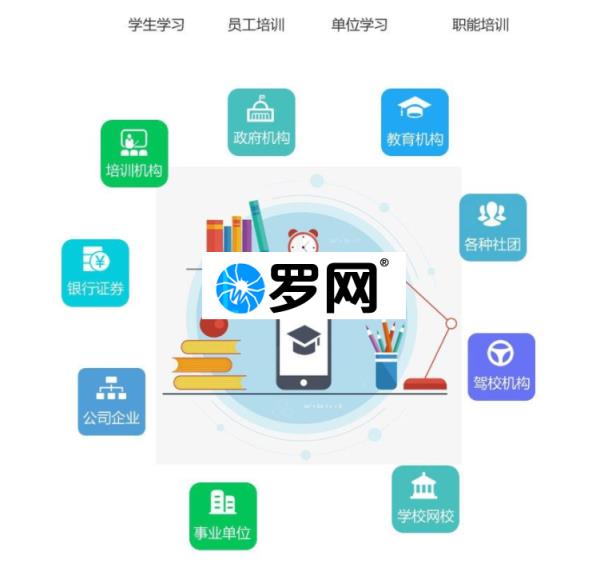 学生学习 员工培训 单位学习 职能培训
政府机构
教育机构
培训机构
各种社团
罗网®
银行证券
驾校机构
公司企业
学校网校
事业单位